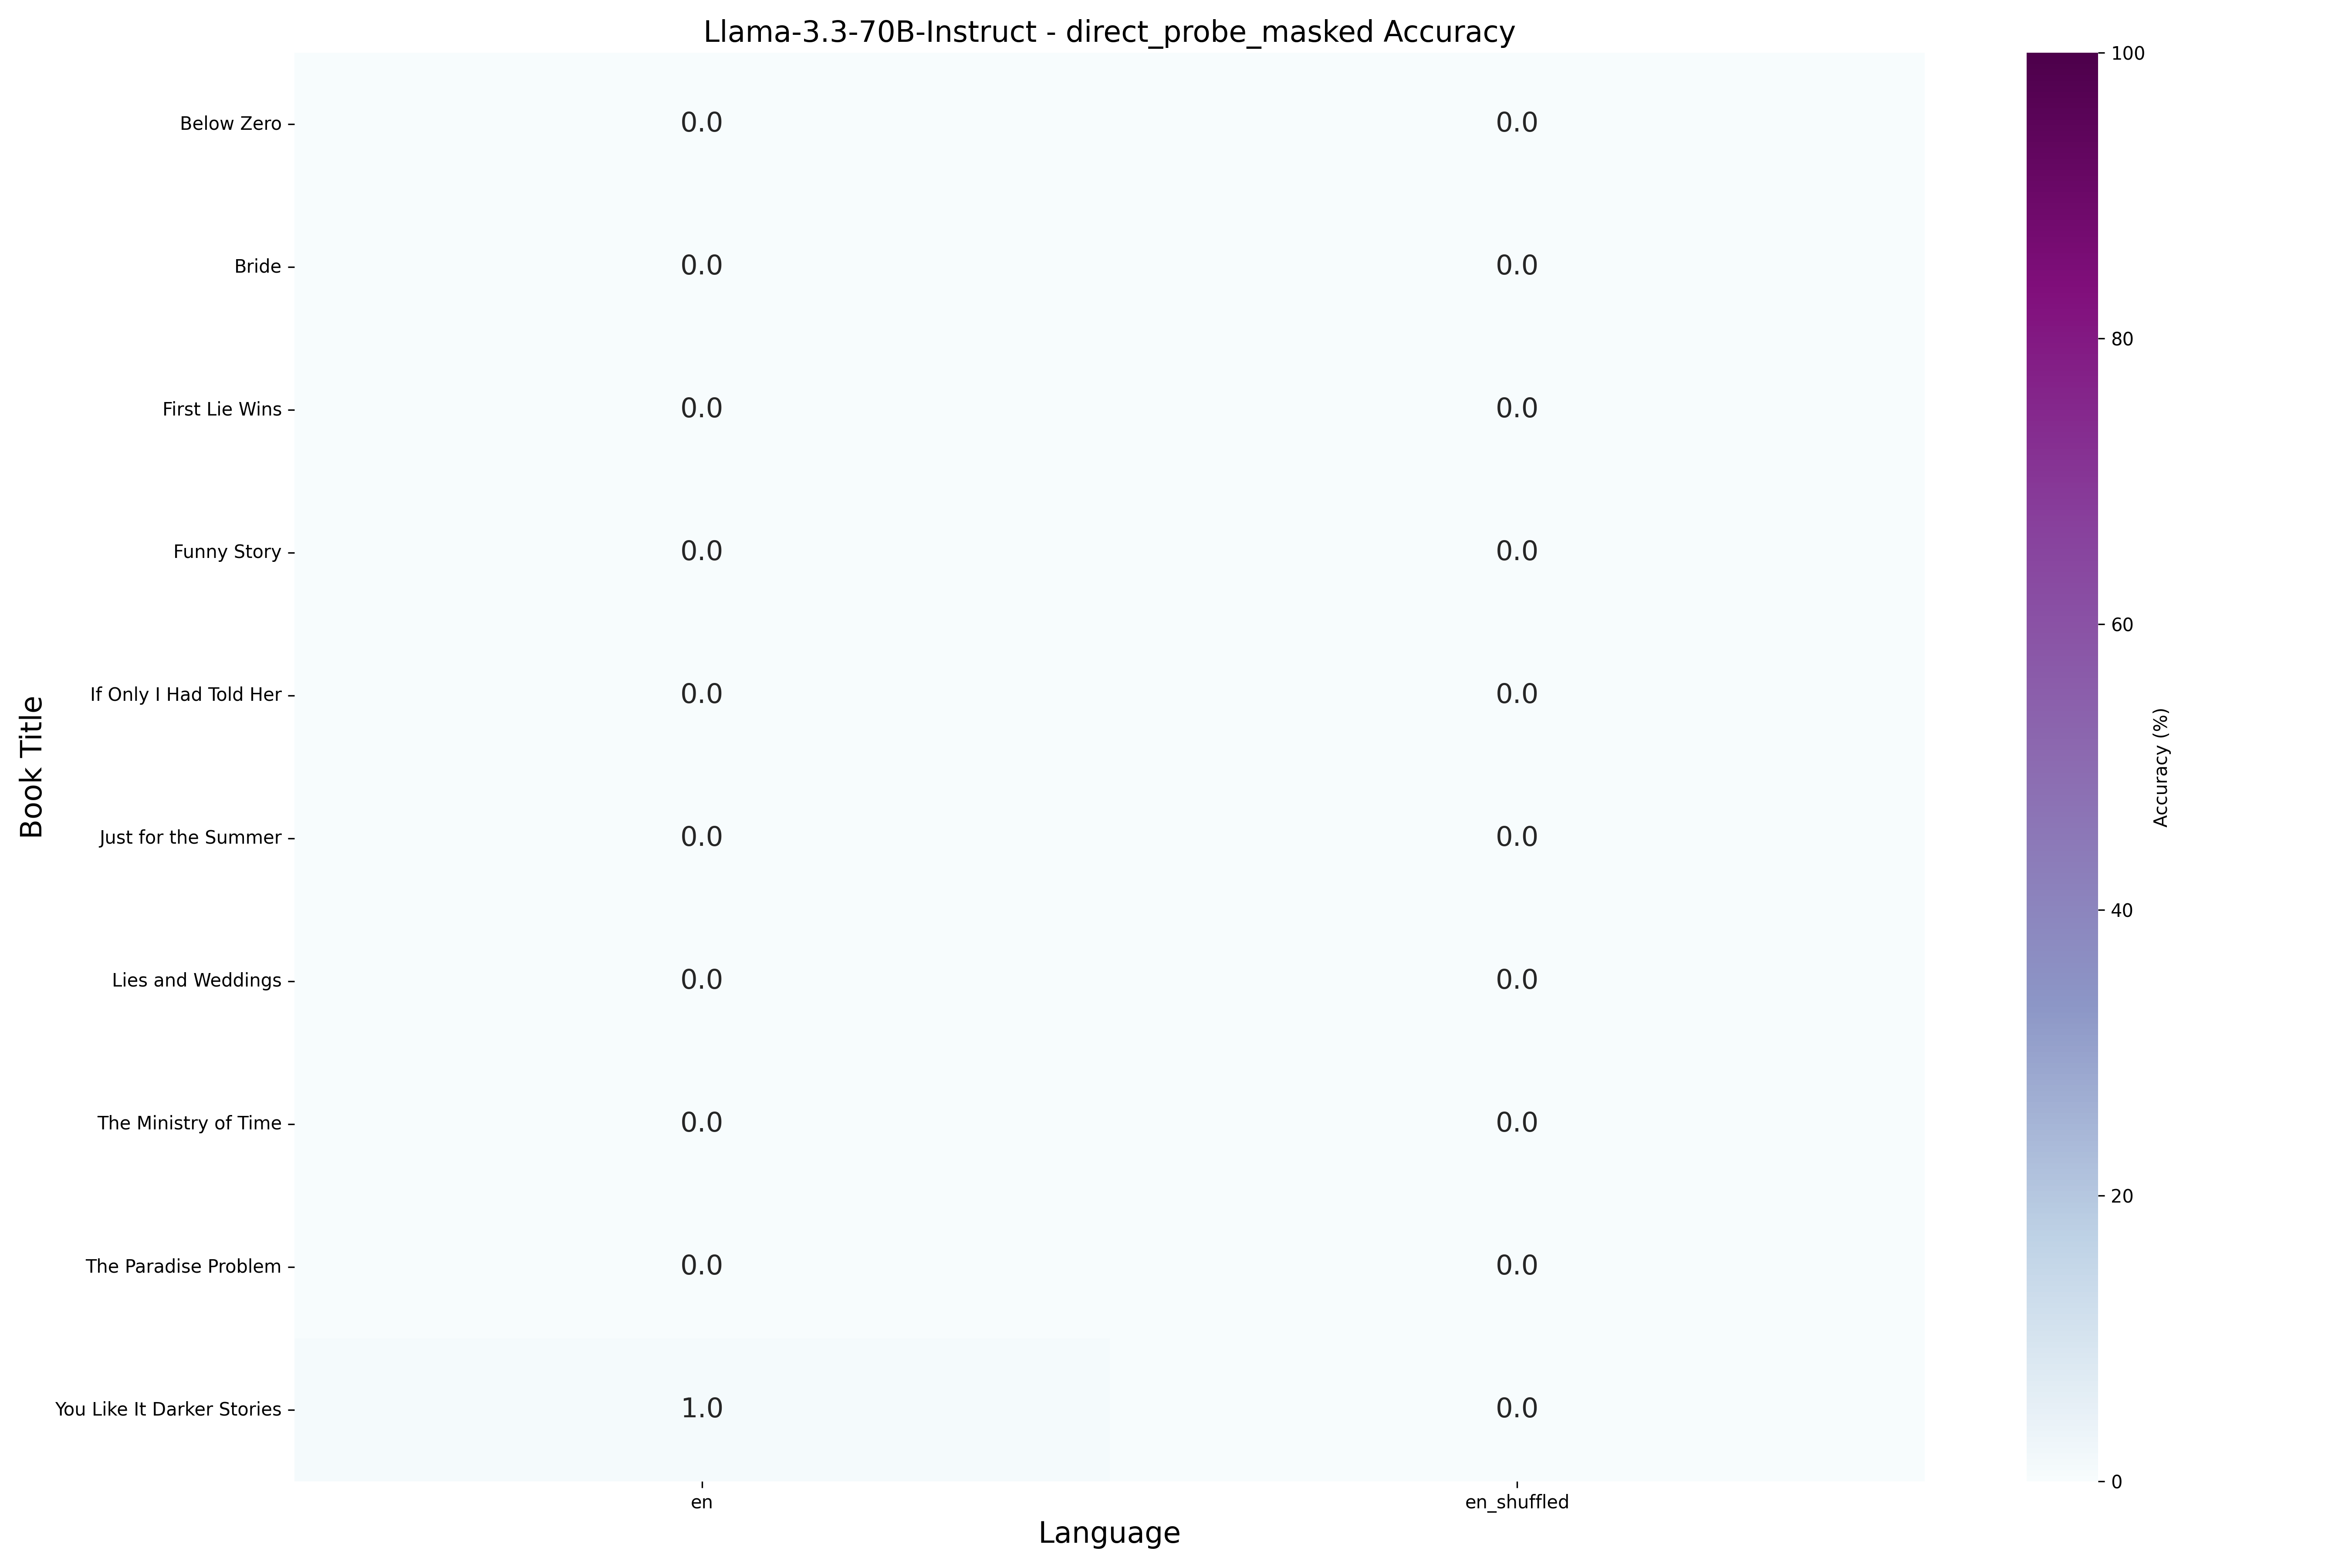 Llama-3.3-70B-Instruct - direct_probe_masked Accuracy
Book Title
Below Zero 0.0 0.0
Bride 0.0 0.0
First Lie Wins 0.0 0.0
Funny Story 0.0 0.0
If Only I Had Told Her 0.0 0.0
Just for the Summer 0.0 0.0
Lies and Weddings 0.0 0.0
The Ministry of Time 0.0 0.0
The Paradise Problem 0.0 0.0
You Like It Darker Stories 1.0 0.0
en en_shuffled
Language
100
80
60
40
20
0
Accuracy (%)